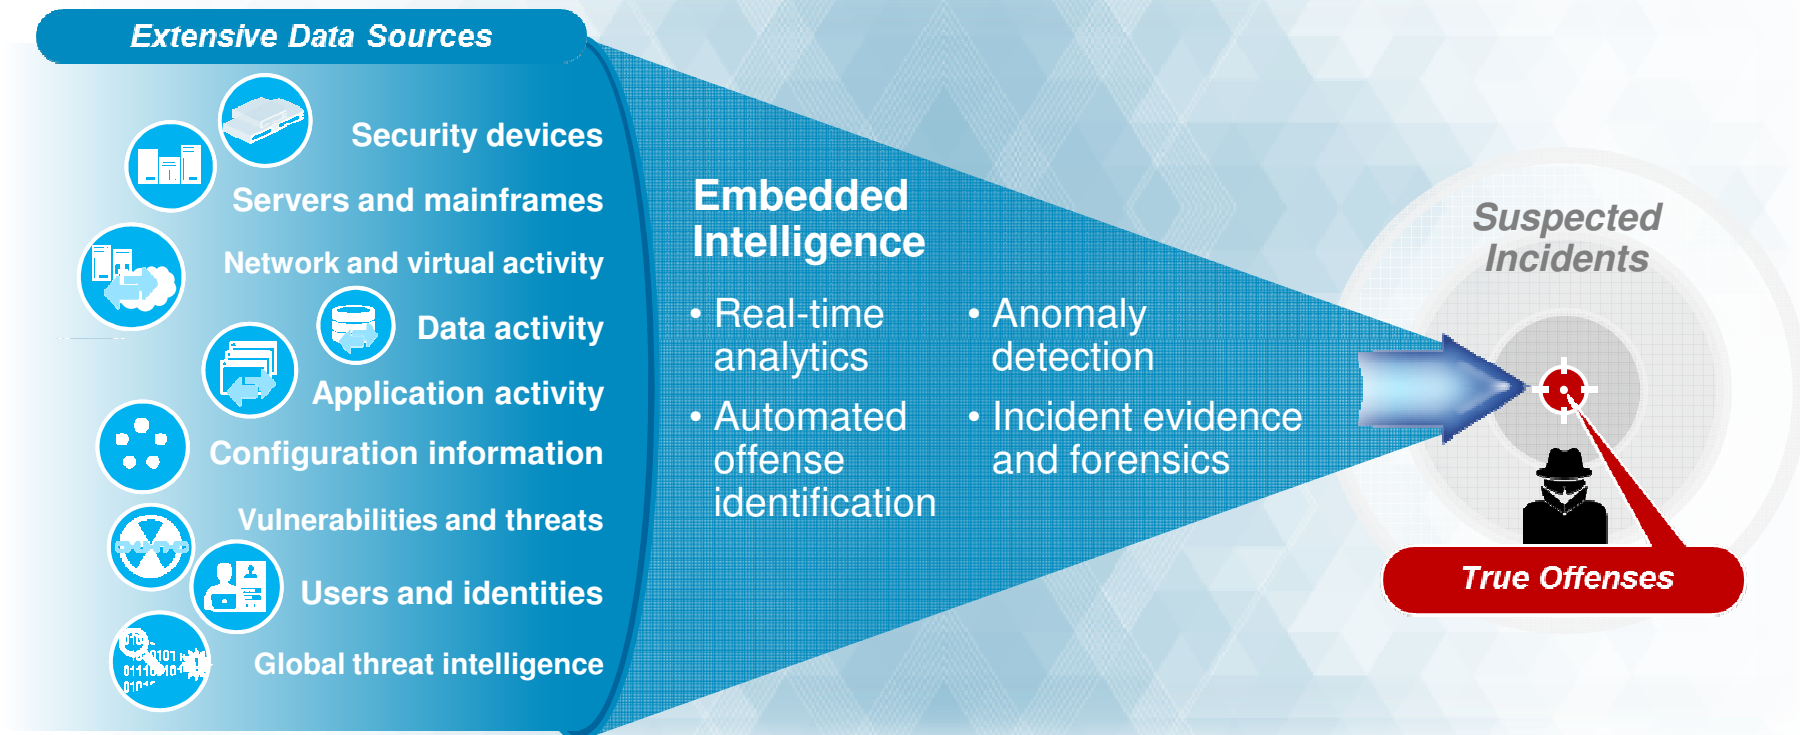 Extensive Data Sources
Security devices
Servers and mainframes
Network and virtual activity
Data activity
Application activity
Configuration information
Vulnerabilities and threats
Users and identities
Global threat intelligence
Embedded
Intelligence
• Real-time
analytics
• Automated
offense
identification
• Anomaly
detection
• Incident evidence
and forensics
Suspected
Incidents
True Offenses